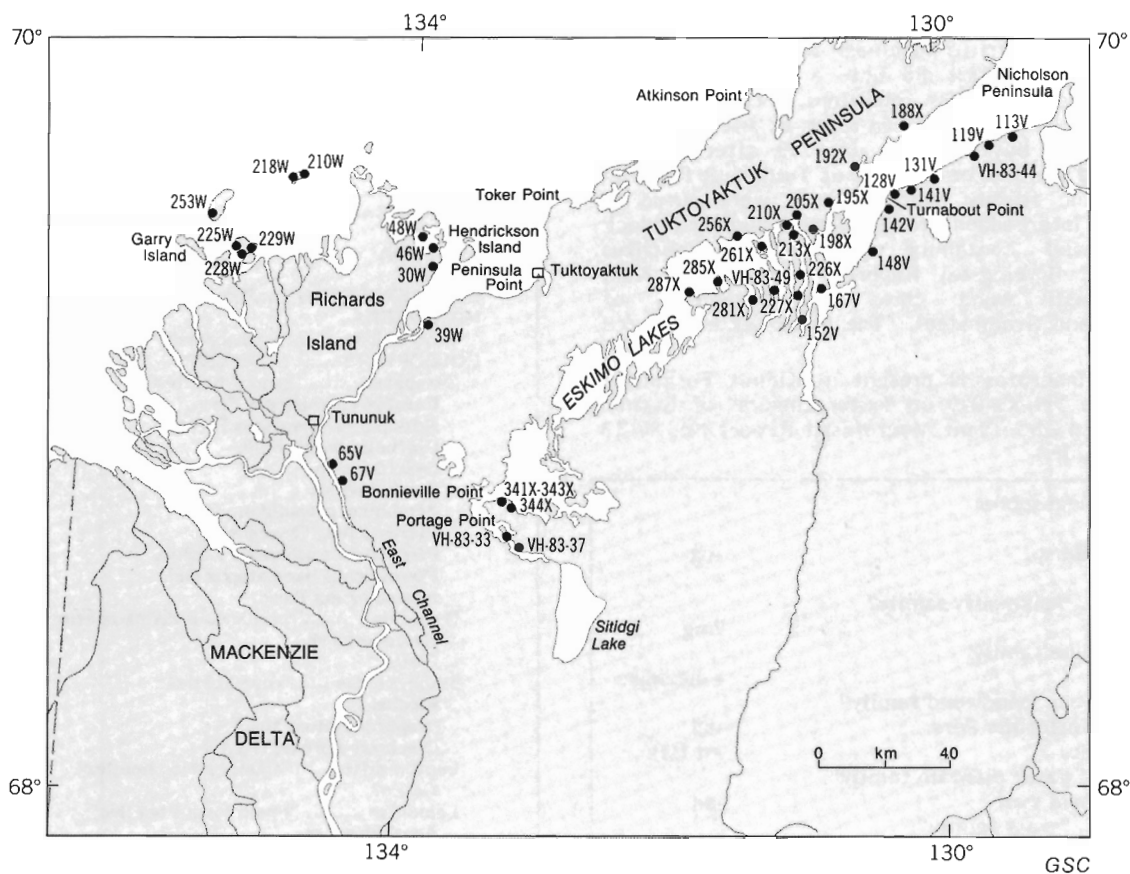 134°
130°
70°
70°
Nicholson
Peninsula
Atkinson Point
TUKTOYAKTUK PENINSULA
188X
113V
119V
VH-83-44
192X
131V
218W
210W
128V
141V
Toker Point
195X
Turnabout Point
253W
205X
142V
210X
48W
Hendrickson
Island
256X
225W
229W
Garry
Island
46W
213X
198X
261X
148V
228W
30W
Peninsula
Point
Tuktoyaktuk
285X
VH-83-49
226X
287X
167V
Richards
Island
281X
227X
39W
152V
ESKIMO LAKES
Tununuk
65V
67V
Bonnieville Point
341X-343X
344X
Portage Point
VH-83-33
VH-83-37
East Channel
Sitidgi
Lake
MACKENZIE
DELTA
0 km 40
68°
68°
134°
130°
GSC